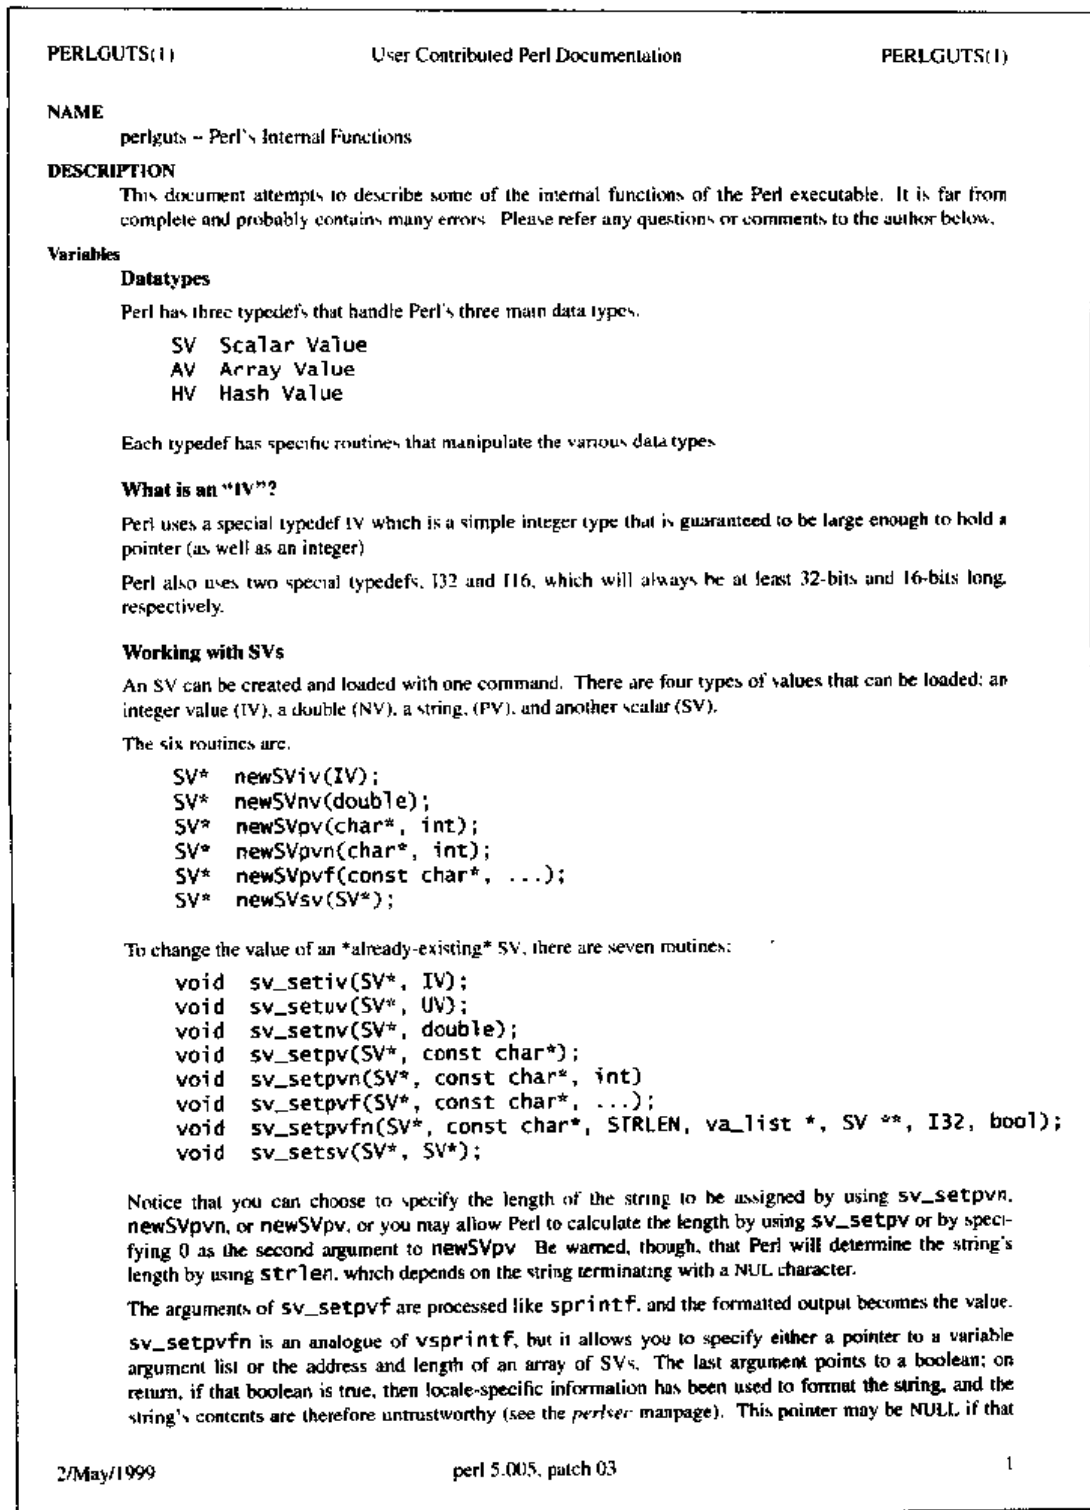 PERLGUTS(1) User Contributed Perl Documentation PERLGUTS(1)
NAME
perlguts – Perl's Internal Functions
DESCRIPTION
This document attempts to describe some of the internal functions of the Perl executable. It is far from
complete and probably contains many errors. Please refer any questions or comments to the author below.
Variables
Datatypes
Perl has three typedefs that handle Perl's three main data types.
SV Scalar Value
AV Array Value
HV Hash Value
Each typedef has specific routines that manipulate the various data types
What is an "IV"?
Perl uses a special typedef IV which is a simple integer type that is guaranteed to be large enough to hold a
pointer (as well as an integer)
Perl also uses two special typedefs, I32 and I16, which will always be at least 32-bits and 16-bits long,
respectively.
Working with SVs
An SV can be created and loaded with one command. There are four types of values that can be loaded: an
integer value (IV), a double (NV), a string, (PV), and another scalar (SV).
The six routines are.
SV* newSViv(IV);
SV* newSVnv(double);
SV* newSVpv(char*, int);
SV* newSVpvn(char*, int);
SV* newSVpvf(const char*, ...);
SV* newSVsv(SV*);
To change the value of an *already-existing* SV, there are seven routines:
void sv_setiv(SV*, IV);
void sv_setuv(SV*, UV);
void sv_setnv(SV*, double);
void sv_setpv(SV*, const char*);
void sv_setpvn(SV*, const char*, int)
void sv_setpvf(SV*, const char*, ...);
void sv_setpvfn(SV*, const char*, STRLEN, va_list *, SV **, I32, bool);
void sv_setsv(SV*, SV*);
Notice that you can choose to specify the length of the string to be assigned by using sv_setpvn,
newSVpvn, or newSVpv, or you may allow Perl to calculate the length by using sv_setpv or by speci-
fying 0 as the second argument to newSVpv Be warned, though, that Perl will determine the string's
length by using strlen, which depends on the string terminating with a NUL character.
The arguments of sv_setpvf are processed like sprintf, and the formatted output becomes the value.
sv_setpvfn is an analogue of vsprintf, but it allows you to specify either a pointer to a variable
argument list or the address and length of an array of SVs. The last argument points to a boolean; on
return, if that boolean is true, then locale-specific information has been used to format the string, and the
string's contents are therefore untrustworthy (see the perlsec manpage). This pointer may be NULL if that
2/May/1999 perl 5.005, patch 03 1